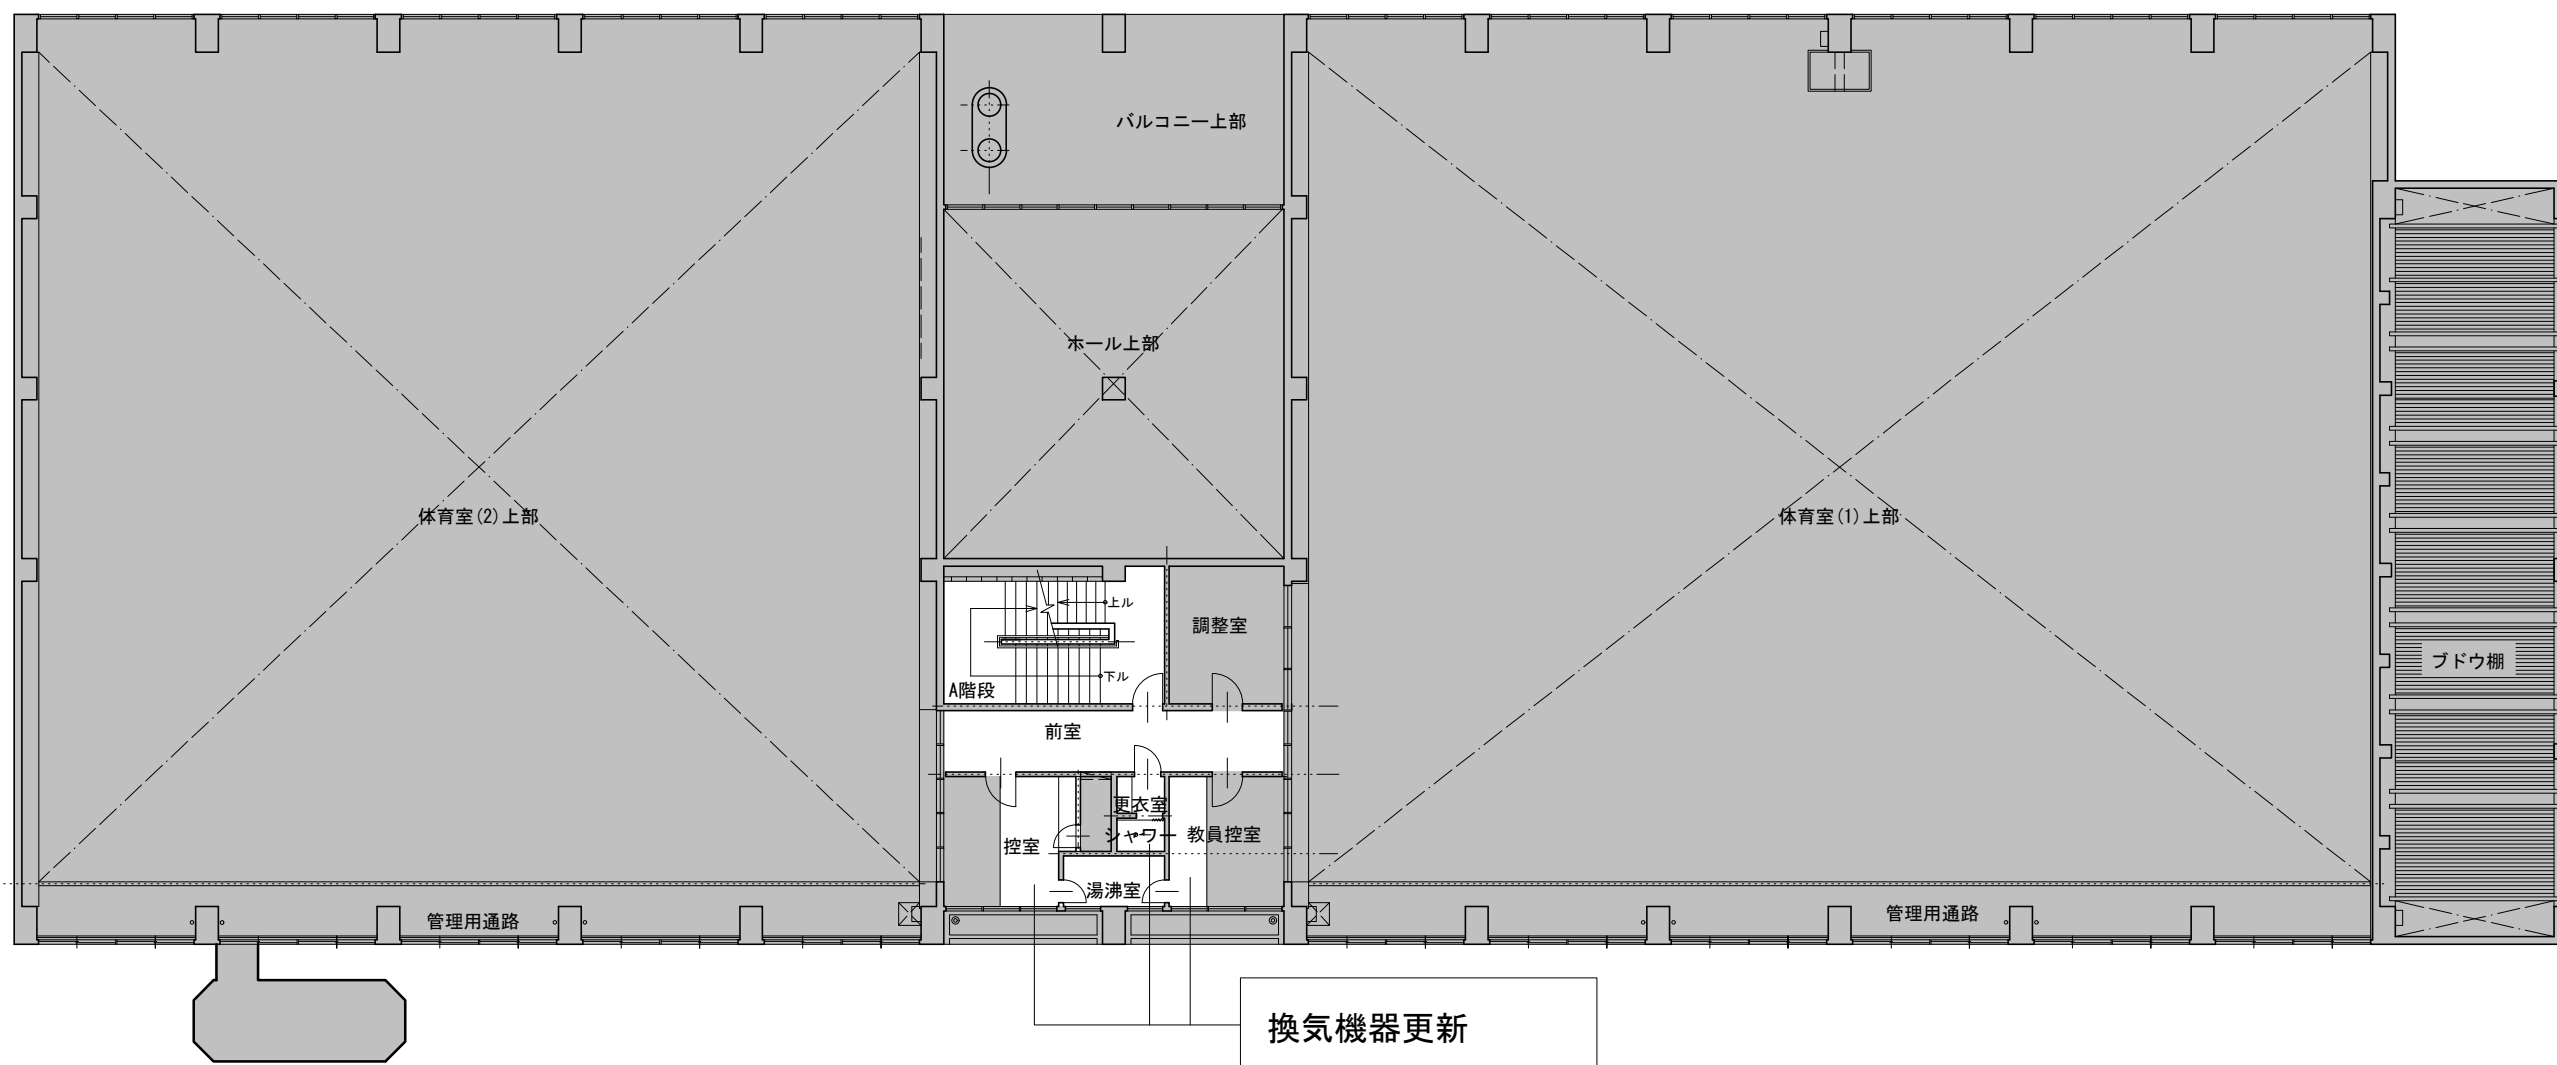 バルコニー上部
ホール上部
体育室(2)上部
体育室(1)上部
上ル
調整室
ブドウ棚
下ル
A階段
前室
更衣室
シャワー
教員控室
控室
湯沸室
管理用通路
管理用通路
換気機器更新